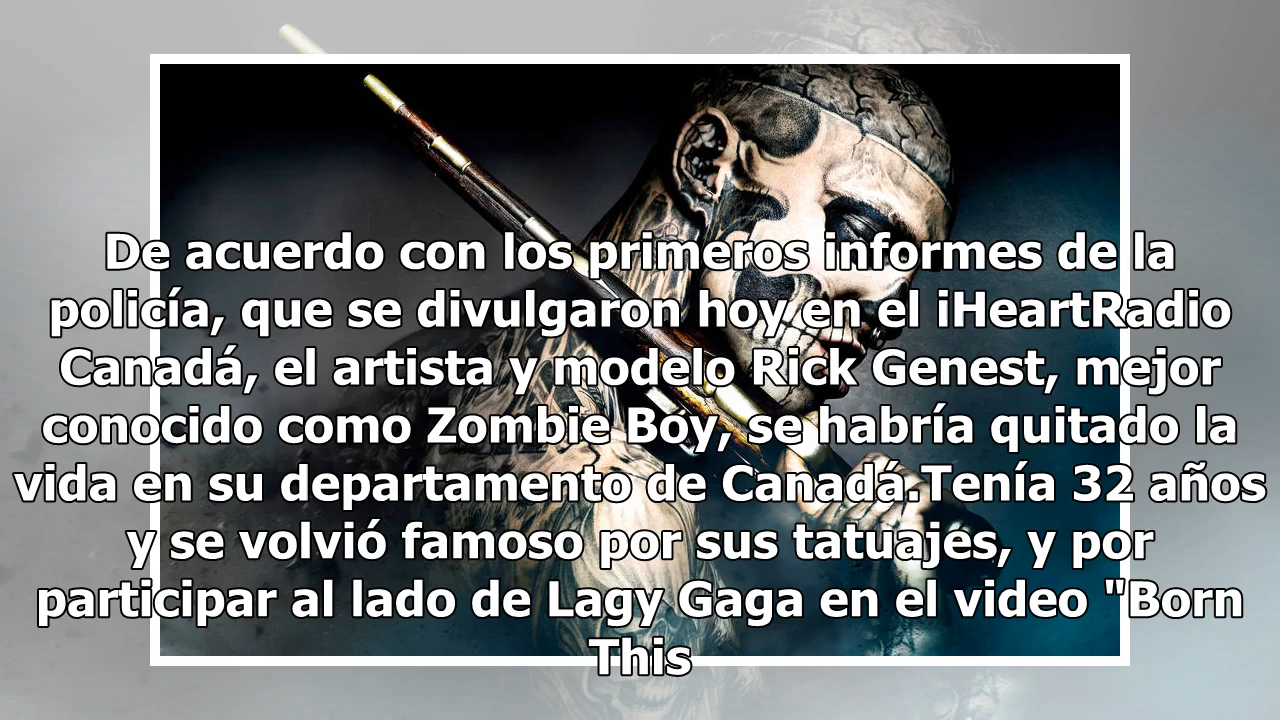 De acuerdo con los primeros informes de la
policía, que se divulgaron hoy en el iHeartRadio
Canadá, el artista y modelo Rick Genest, mejor
conocido como Zombie Boy, se habría quitado la
vida en su departamento de Canadá.Tenía 32 años
y se volvió famoso por sus tatuajes, y por
participar al lado de Lagy Gaga en el video "Born
This